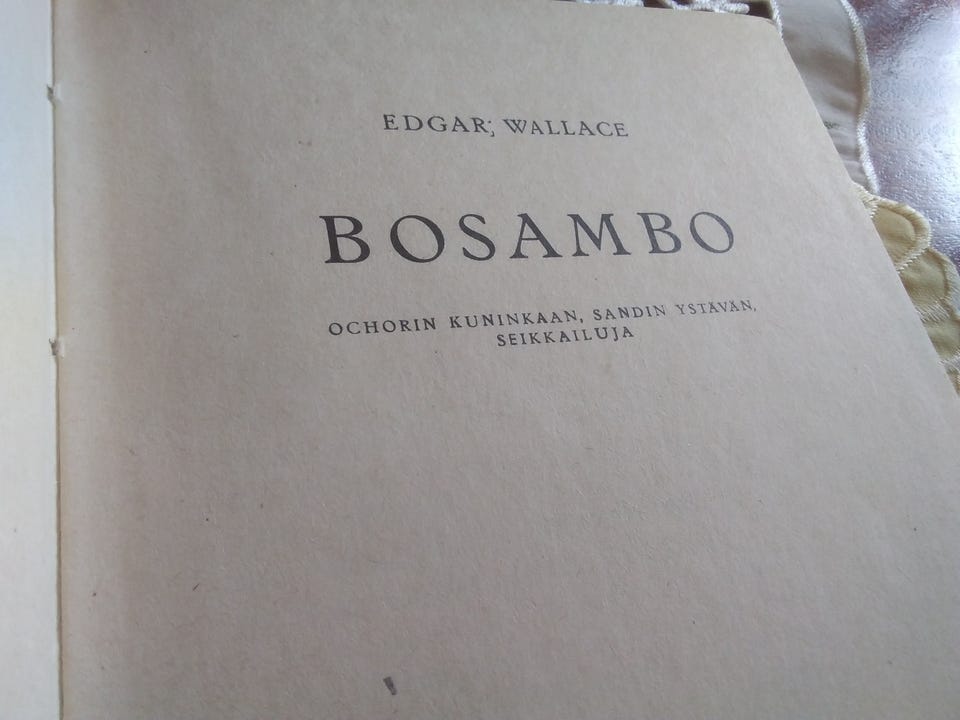 EDGAR; WALLACE
BOSAMBO
OCHORIN KUNINKAAN, SANDIN YSTÄVÄN,
SEIKKAILUJA